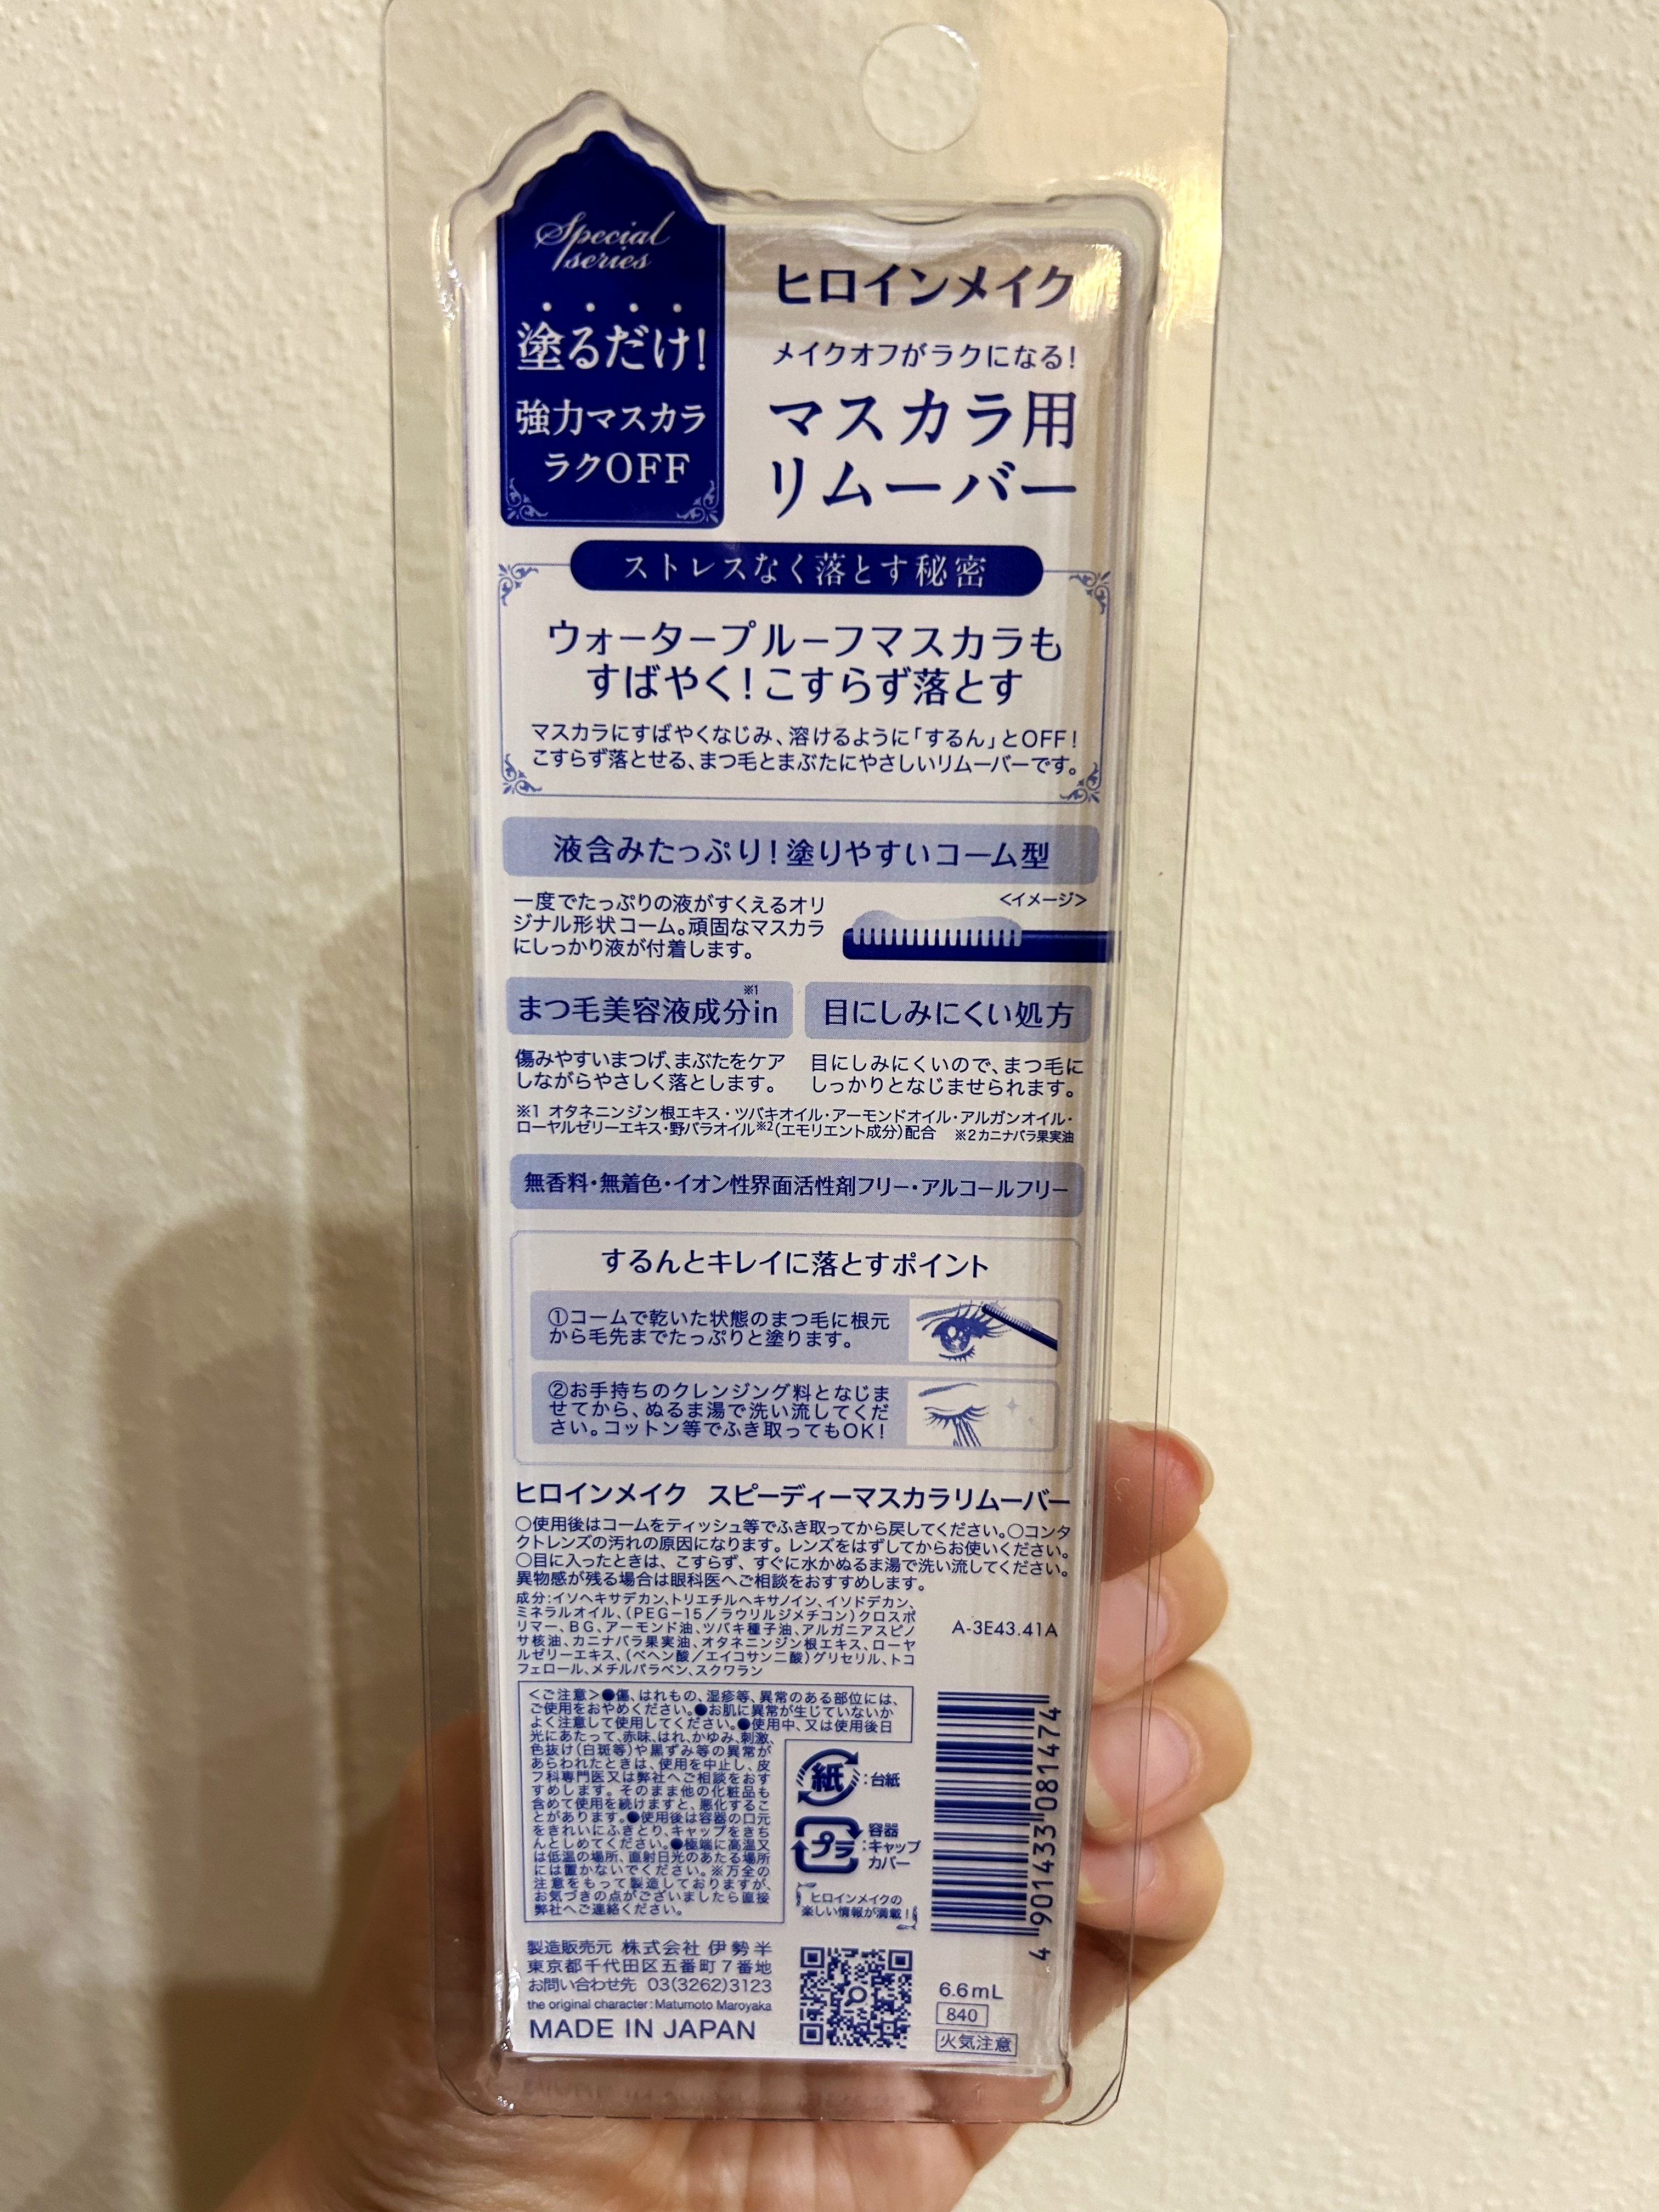 Special
series
塗るだけ!
強力マスカラ
ラクOFF
ヒロインメイク
メイクオフがラクになる!
マスカラ用
リムーバー
ストレスなく落とす秘密
ウォータープルーフマスカラも
すばやく!こすらず落とす
マスカラにすばやくなじみ、溶けるように「するん」とOFF!
こすらず落とせる、まつ毛とまぶたにやさしいリムーバーです。
液含みたっぷり!塗りやすいコーム型
一度でたっぷりの液がすくえるオリ
ジナル形状コーム。頑固なマスカラ
にしっかり液が付着します。
<イメージ>
まつ毛美容液成分※1in
傷みやすいまつげ、まぶたをケア
しながらやさしく落とします。
目にしみにくい処方
目にしみにくいので、まつ毛に
しっかりとなじませられます。
※1 オタネニンジン根エキス・ツバキオイル・アーモンドオイル・アルガンオイル・
ローヤルゼリーエキス・野バラオイル※2(エモリエント成分)配合 ※2カニナバラ果実油
無香料・無着色・イオン性界面活性剤フリー・アルコールフリー
するんとキレイに落とすポイント
①コームで乾いた状態のまつ毛に根元
から毛先までたっぷりと塗ります。
②お手持ちのクレンジング料となじま
せてから、ぬるま湯で洗い流してくだ
さい。コットン等でふき取ってもOK!
ヒロインメイク スピーディーマスカラリムーバー
○使用後はコームをティッシュ等でふき取ってから戻してください。○コンタ
クトレンズの汚れの原因になります。レンズをはずしてからお使いください。
○目に入ったときは、こすらず、すぐに水かぬるま湯で洗い流してください。
異物感が残る場合は眼科医へご相談をおすすめします。
成分:イソヘキサデカン、トリエチルヘキサノイン、イソドデカン、
ミネラルオイル、(PEG-15/ラウリルジメチコン)クロスポ
リマー、BG、アーモンド油、ツバキ種子油、アルガニアスピノ
サ核油、カニナバラ果実油、オタネニンジン根エキス、ローヤ
ルゼリーエキス、(ベヘン酸/エイコサン二酸)グリセリル、トコ
フェロール、メチルパラベン、スクワラン
A-3E43.41A
<ご注意>●傷、はれもの、湿疹等、異常のある部位には、
ご使用をおやめください。●お肌に異常が生じていないか
よく注意して使用してください。●使用中、又は使用後日
光にあたって、赤味、はれ、かゆみ、刺激、
色抜け(白斑等)や黒ずみ等の異常が
あらわれたときは、使用を中止し、皮
フ科専門医又は弊社へご相談をおす
すめします。そのまま他の化粧品も
含めて使用を続けますと、悪化するこ
とがあります。●使用後は容器の口元
をきれいにふきとり、キャップをきち
んとしめてください。●極端に高温又
は低温の場所、直射日光のあたる場所
には置かないでください。※万全の
注意をもって製造しておりますが、
お気づきの点がございましたら直接
弊社へご連絡ください。
紙
:台紙
プラ
容器
:キャップ
カバー
ヒロインメイクの
楽しい情報が満載!
4 901433 081474
製造販売元 株式会社 伊勢半
東京都千代田区五番町7番地
お問い合わせ先 03(3262)3123
the original character:Matumoto Maroyaka
MADE IN JAPAN
6.6mL
840
火気注意